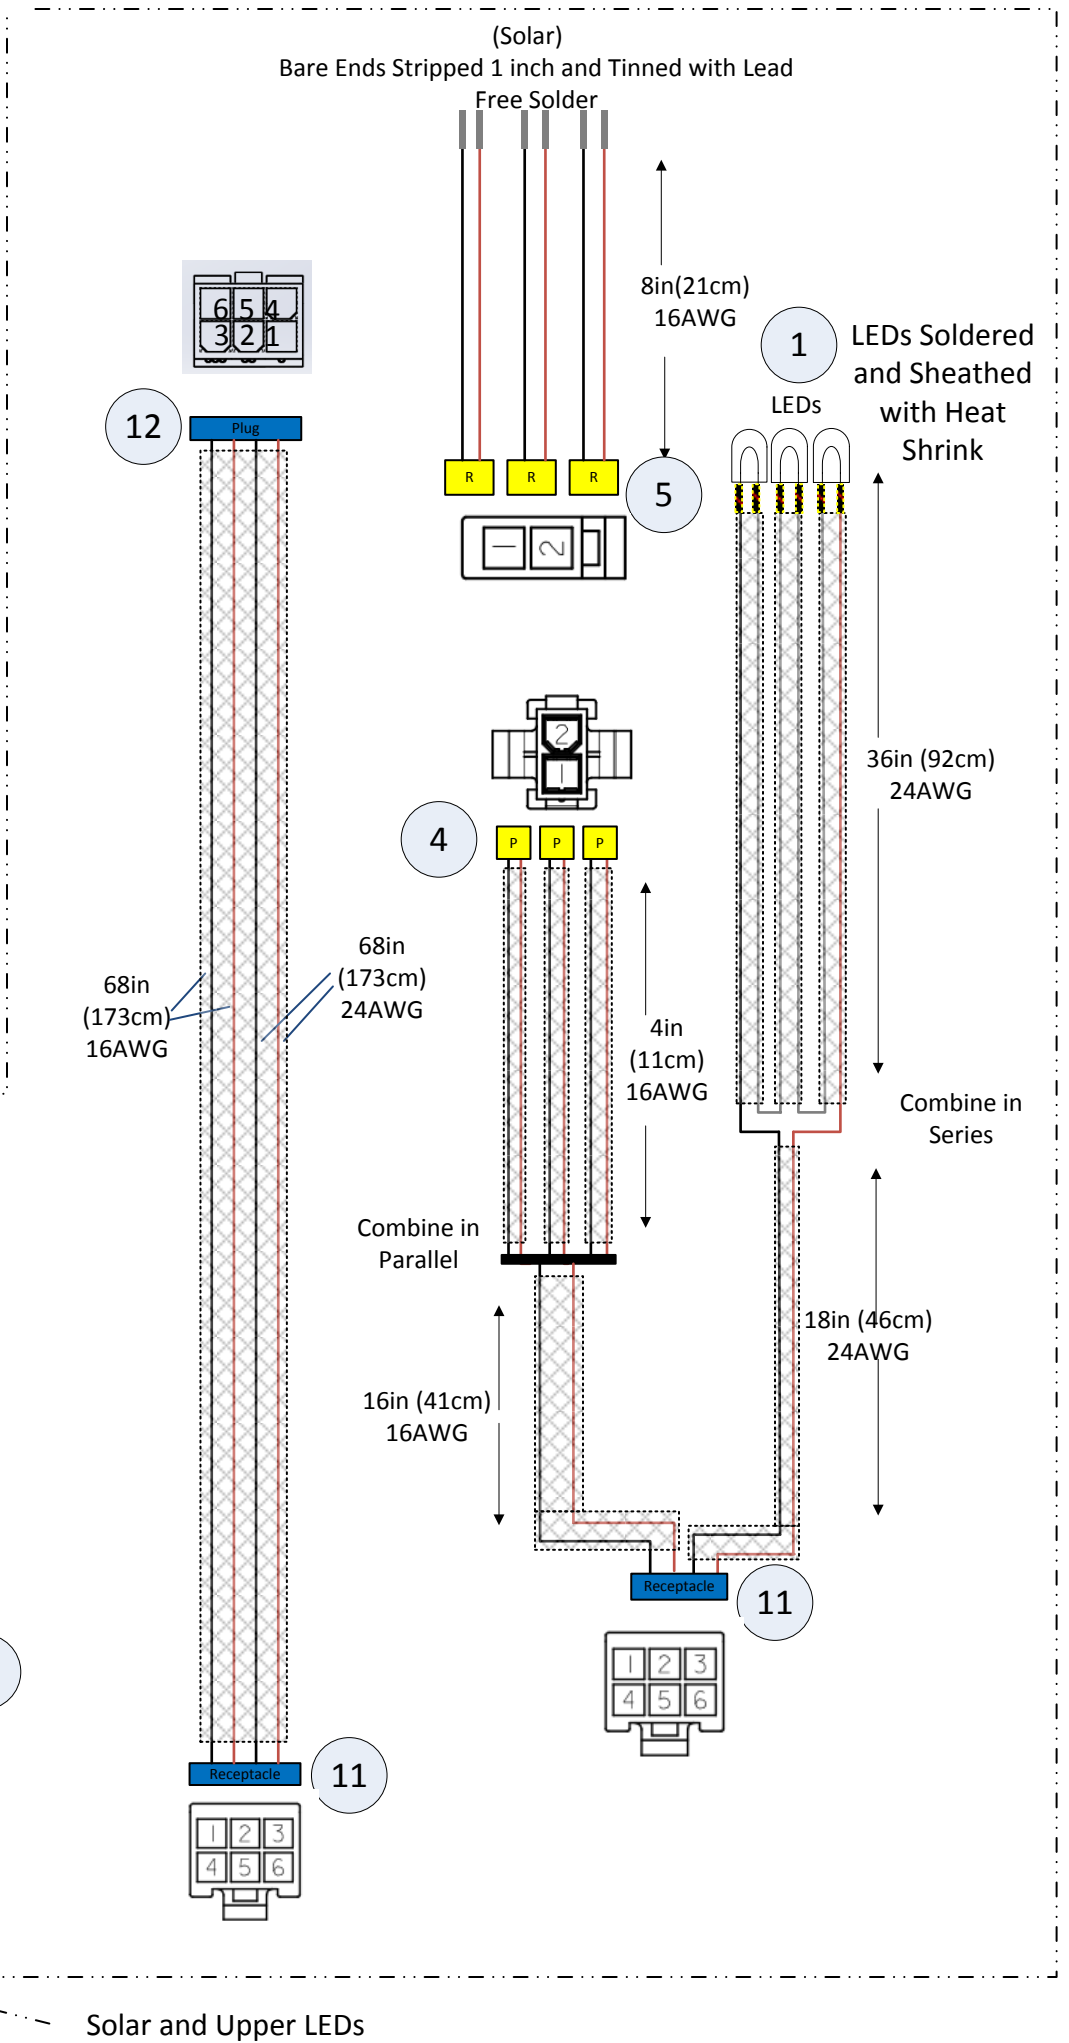 (Solar)
Bare Ends Stripped 1 inch and Tinned with Lead
Free Solder
8in(21cm)
16AWG
1
LEDs Soldered
and Sheathed
with Heat
Shrink
LEDs
6 5 4
3 2 1
12
Plug
R
R
R
5
1 2
2
1
36in (92cm)
24AWG
4
P
P
P
68in
(173cm)
16AWG
68in
(173cm)
24AWG
4in
(11cm)
16AWG
Combine in
Series
Combine in
Parallel
18in (46cm)
24AWG
16in (41cm)
16AWG
Receptacle
11
1 2 3
4 5 6
Receptacle
11
1 2 3
4 5 6
Solar and Upper LEDs